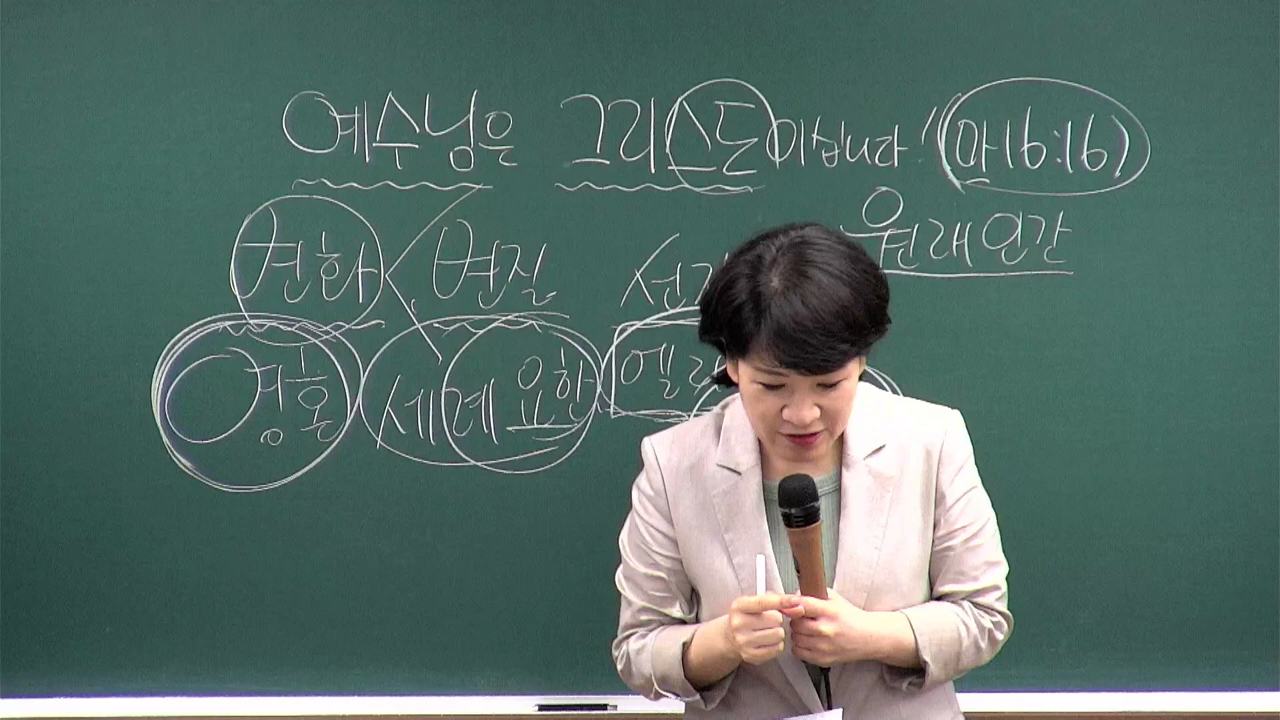 예수님은 그리스도이십니다! (마16:16)
변화 < 변질 선 원래인간
영혼 세례요한 엘